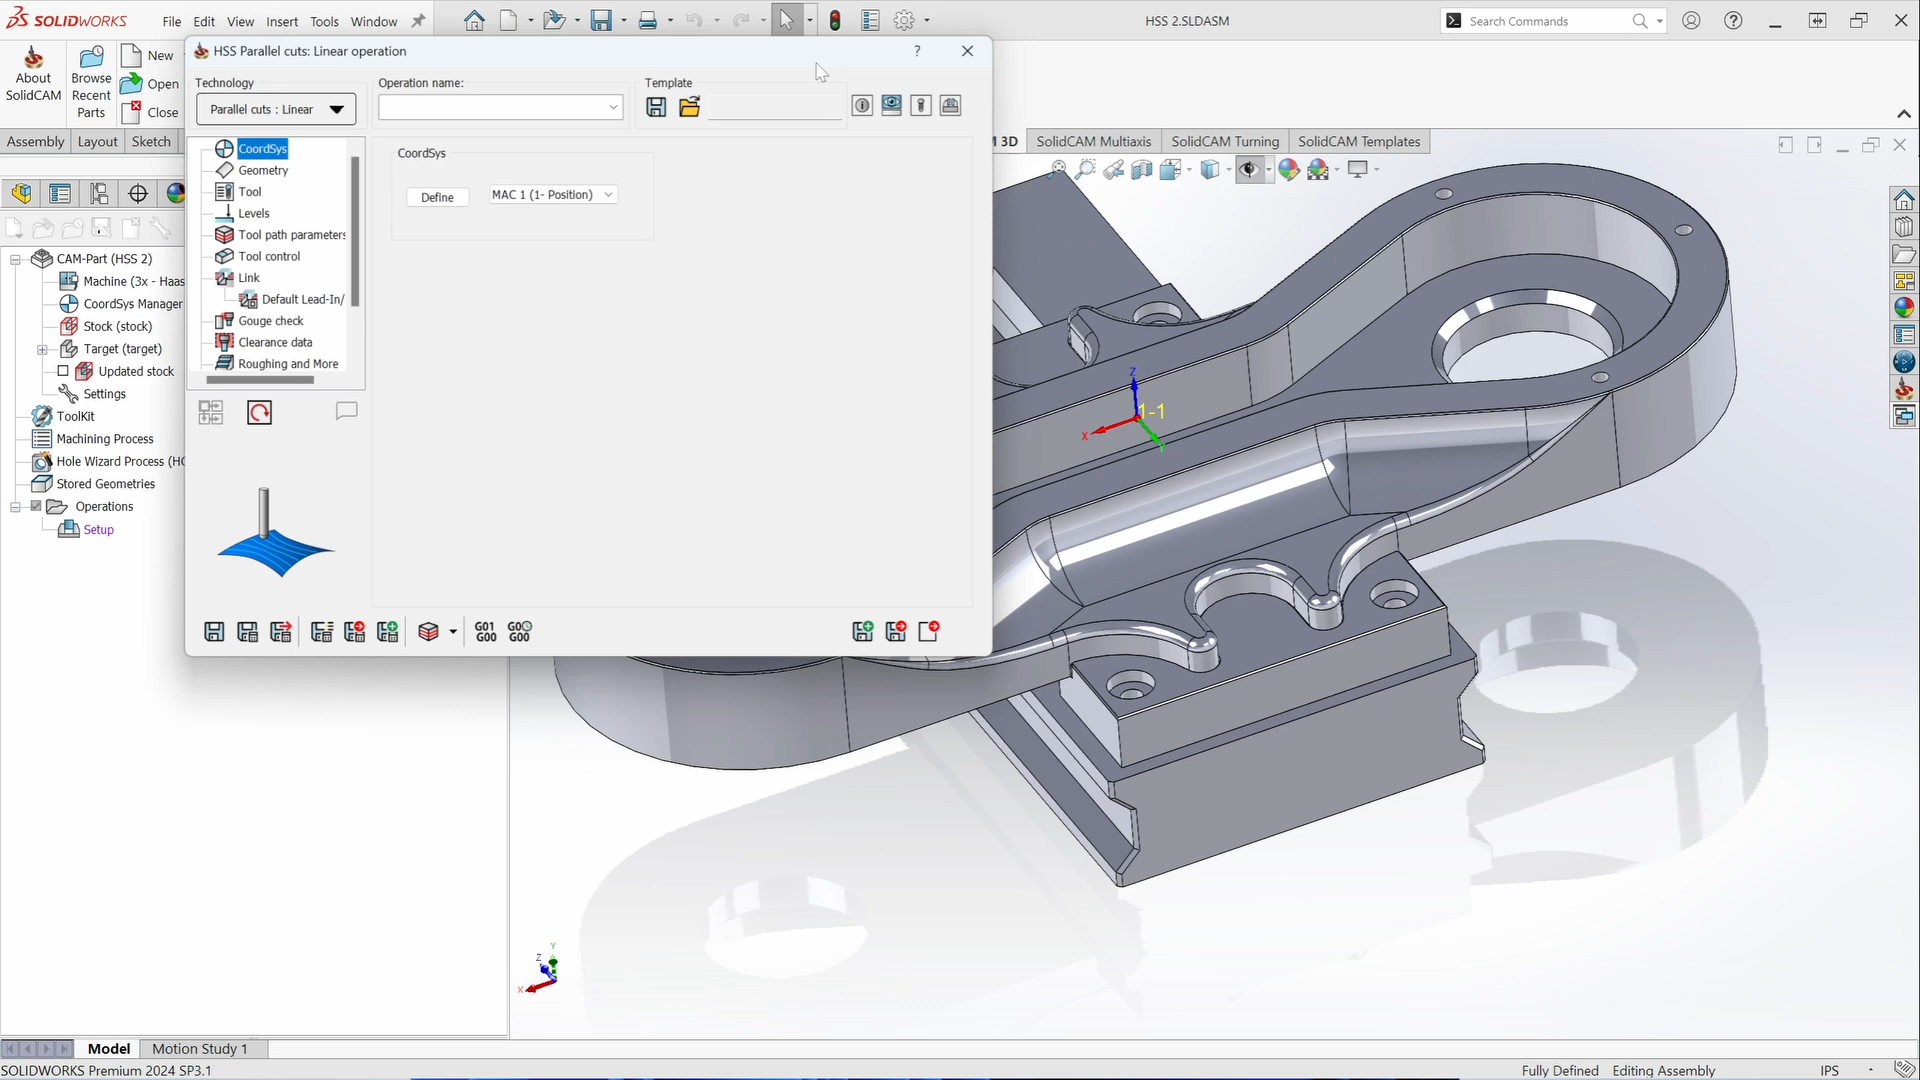 SOLIDWORKS
File Edit View Insert Tools Window
HSS 2.SLDASM
Search Commands
About SolidCAM
Browse Recent Parts
New
Open
Close
HSS Parallel cuts: Linear operation
Technology
Parallel cuts : Linear
Operation name:
Template
Assembly Layout Sketch
3D SolidCAM Multiaxis SolidCAM Turning SolidCAM Templates
CoordSys
Geometry
Tool
Levels
Tool path parameters
Tool control
Link
Default Lead-In/
Gouge check
Clearance data
Roughing and More
CoordSys
Define
MAC 1 (1- Position)
G01
G00
G00
G00
CAM-Part (HSS 2)
Machine (3x - Haas
CoordSys Manager
Stock (stock)
Target (target)
Updated stock
Settings
ToolKit
Machining Process
Hole Wizard Process (HO
Stored Geometries
Operations
Setup
Z
1-1
X
Y
Y
Z
X
Model Motion Study 1
SOLIDWORKS Premium 2024 SP3.1
Fully Defined Editing Assembly IPS